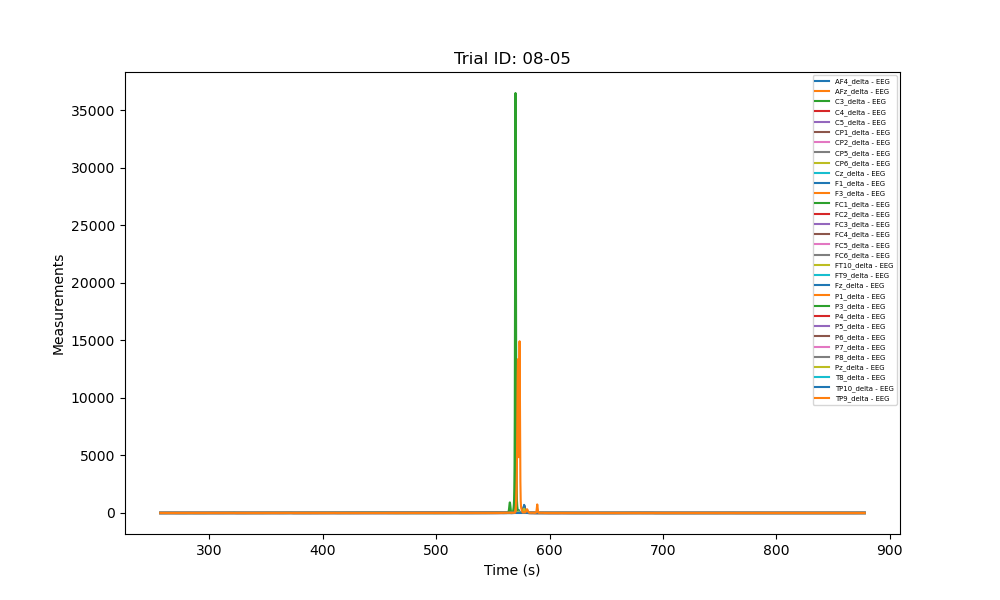 Trial ID: 08-05
Measurements
35000
30000
25000
20000
15000
10000
5000
0
300 400 500 600 700 800 900
Time (s)
AF4_delta - EEG
AFz_delta - EEG
C3_delta - EEG
C4_delta - EEG
C5_delta - EEG
CP1_delta - EEG
CP2_delta - EEG
CP5_delta - EEG
CP6_delta - EEG
Cz_delta - EEG
F1_delta - EEG
F3_delta - EEG
FC1_delta - EEG
FC2_delta - EEG
FC3_delta - EEG
FC4_delta - EEG
FC5_delta - EEG
FC6_delta - EEG
FT10_delta - EEG
FT9_delta - EEG
Fz_delta - EEG
P1_delta - EEG
P3_delta - EEG
P4_delta - EEG
P5_delta - EEG
P6_delta - EEG
P7_delta - EEG
P8_delta - EEG
Pz_delta - EEG
T8_delta - EEG
TP10_delta - EEG
TP9_delta - EEG